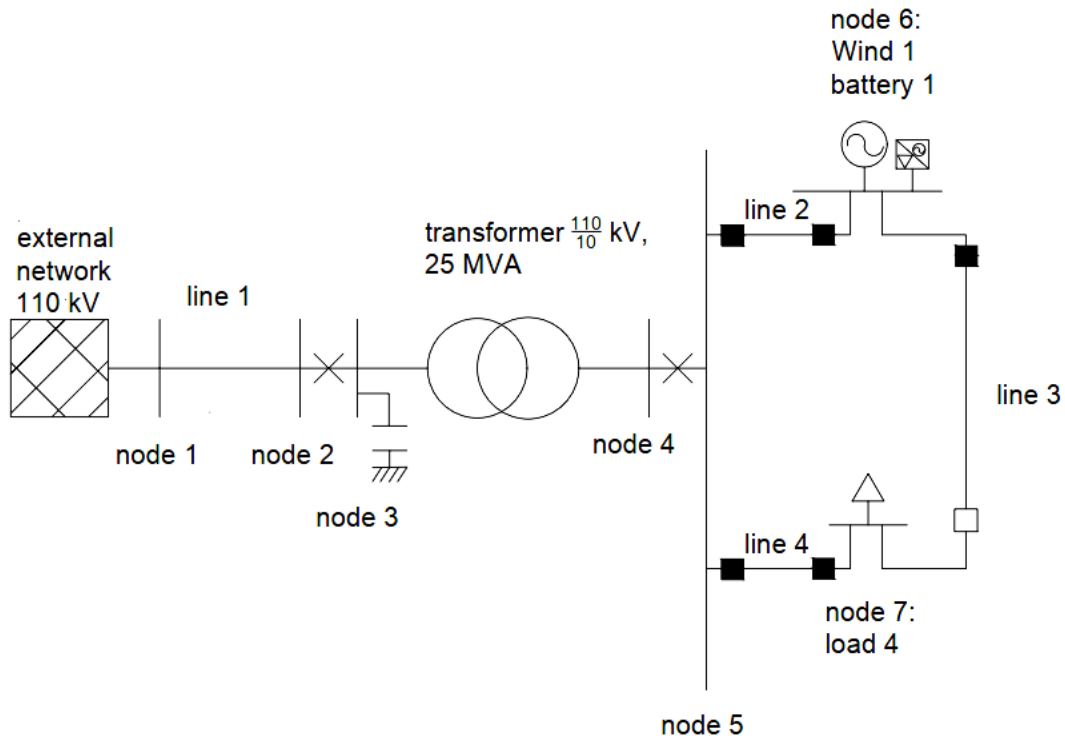 node 6:
Wind 1
battery 1
line 2
transformer 110/10 kV,
25 MVA
external
network
110 kV
line 1
line 3
node 1
node 2
node 3
node 4
line 4
node 7:
load 4
node 5